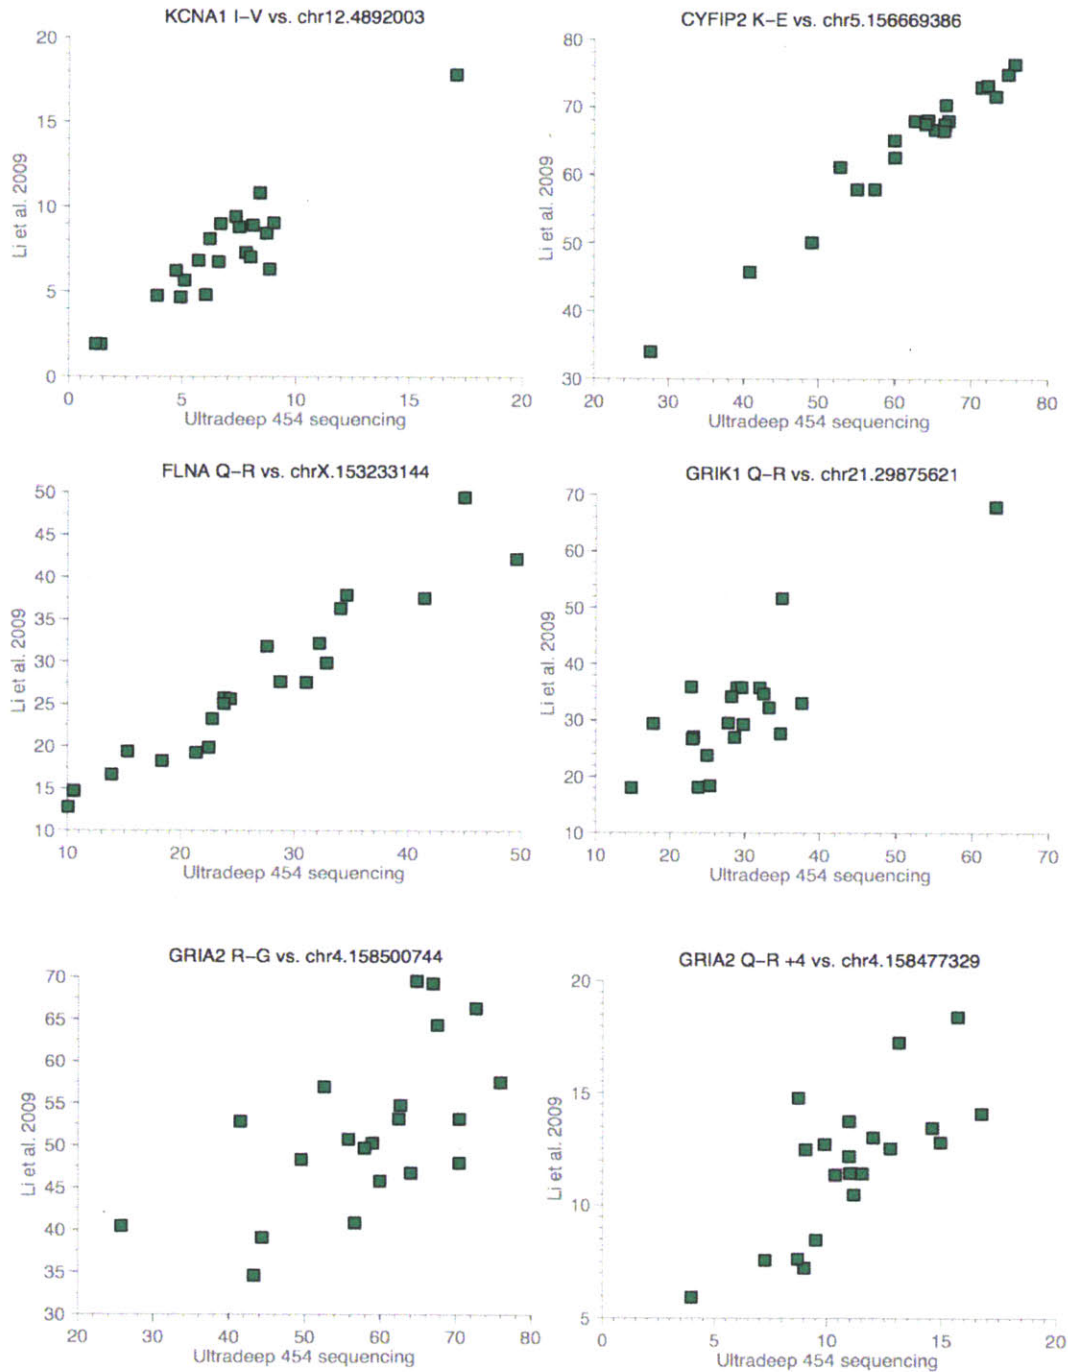 KCNA1 I–V vs. chr12.4892003
20
15
10
5
0
Li et al. 2009
0 5 10 15 20
Ultradeep 454 sequencing
CYFIP2 K–E vs. chr5.156669386
80
70
60
50
40
30
Li et al. 2009
20 30 40 50 60 70 80
Ultradeep 454 sequencing
FLNA Q–R vs. chrX.153233144
50
45
40
35
30
25
20
15
10
Li et al. 2009
10 20 30 40 50
Ultradeep 454 sequencing
GRIK1 Q–R vs. chr21.29875621
70
60
50
40
30
20
10
Li et al. 2009
10 20 30 40 50 60 70
Ultradeep 454 sequencing
GRIA2 R–G vs. chr4.158500744
70
65
60
55
50
45
40
35
30
Li et al. 2009
20 30 40 50 60 70 80
Ultradeep 454 sequencing
GRIA2 Q–R +4 vs. chr4.158477329
20
15
10
5
Li et al. 2009
0 5 10 15 20
Ultradeep 454 sequencing